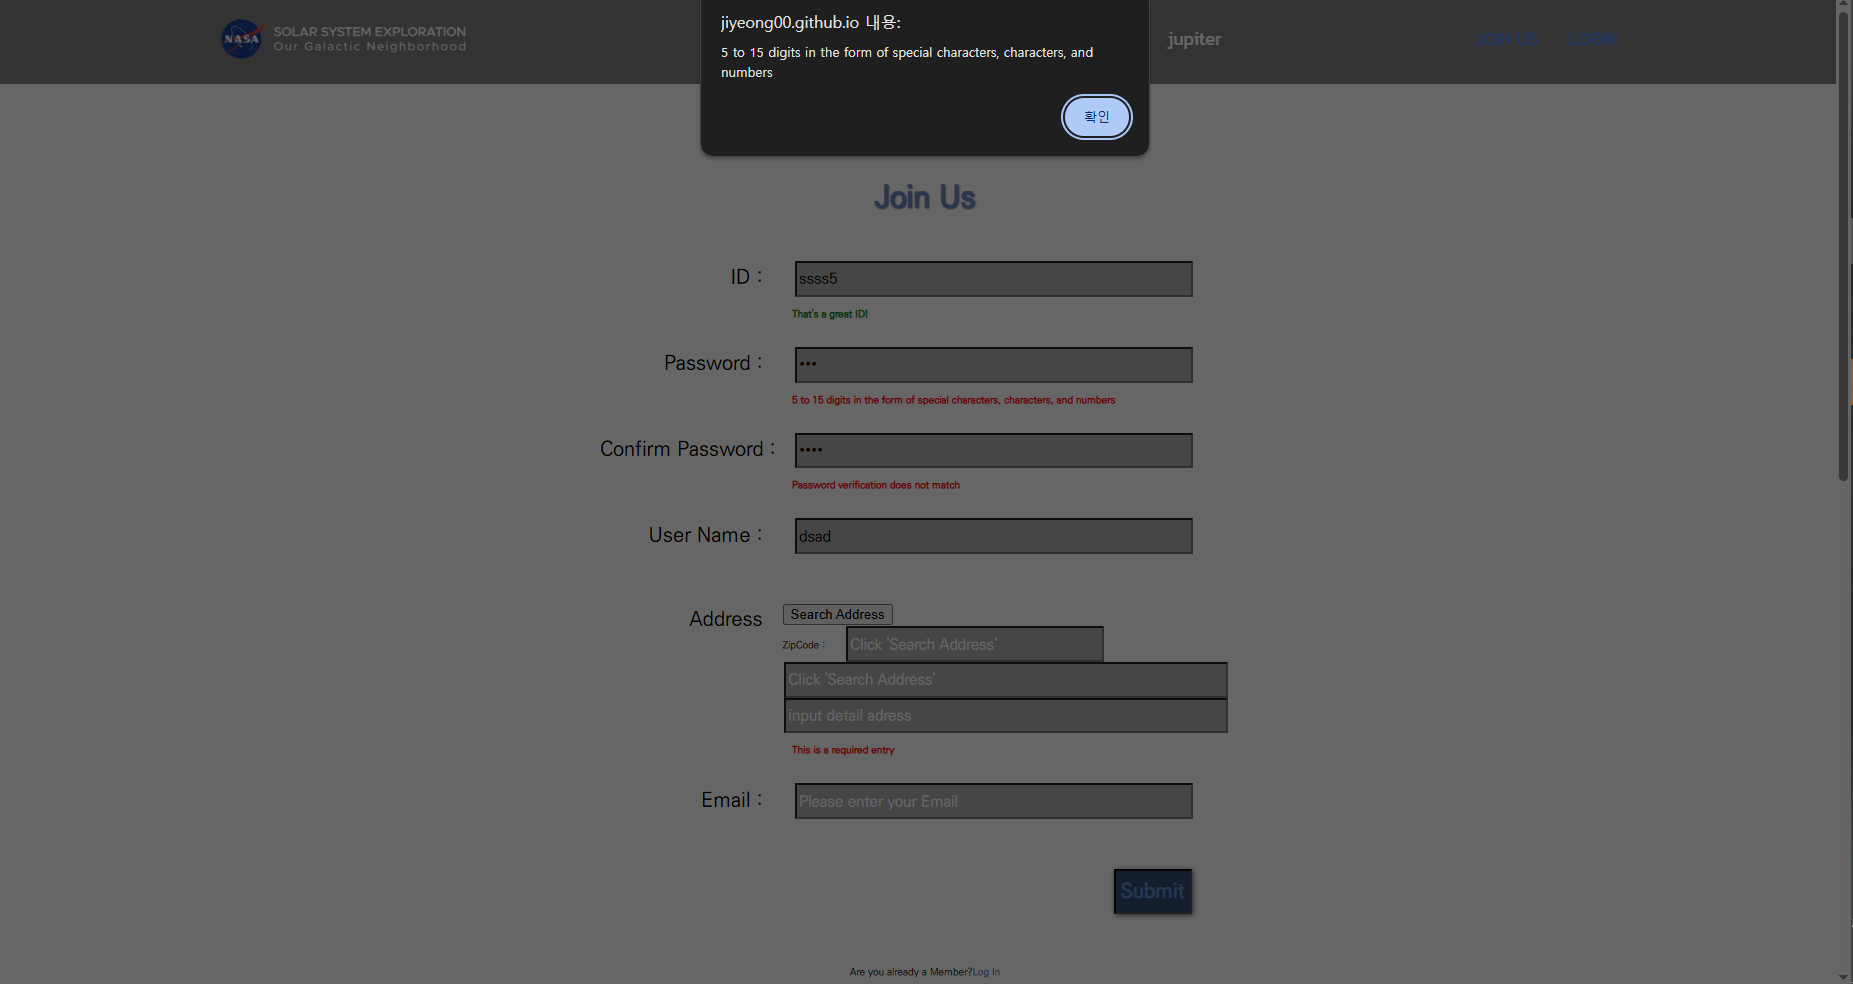 jiyeong00.github.io 내용:
5 to 15 digits in the form of special characters, characters, and
numbers
확인
NASA
SOLAR SYSTEM EXPLORATION
Our Galactic Neighborhood
jupiter
JOIN US
LOGIN
Join Us
ID :
ssss5
That's a great ID!
Password :
5 to 15 digits in the form of special characters, characters, and numbers
Confirm Password :
Password verification does not match
User Name :
dsad
Address
Search Address
ZipCode :
Click 'Search Address'
Click 'Search Address'
input detail adress
This is a required entry
Email :
Please enter your Email
Submit
Are you already a Member?Log In